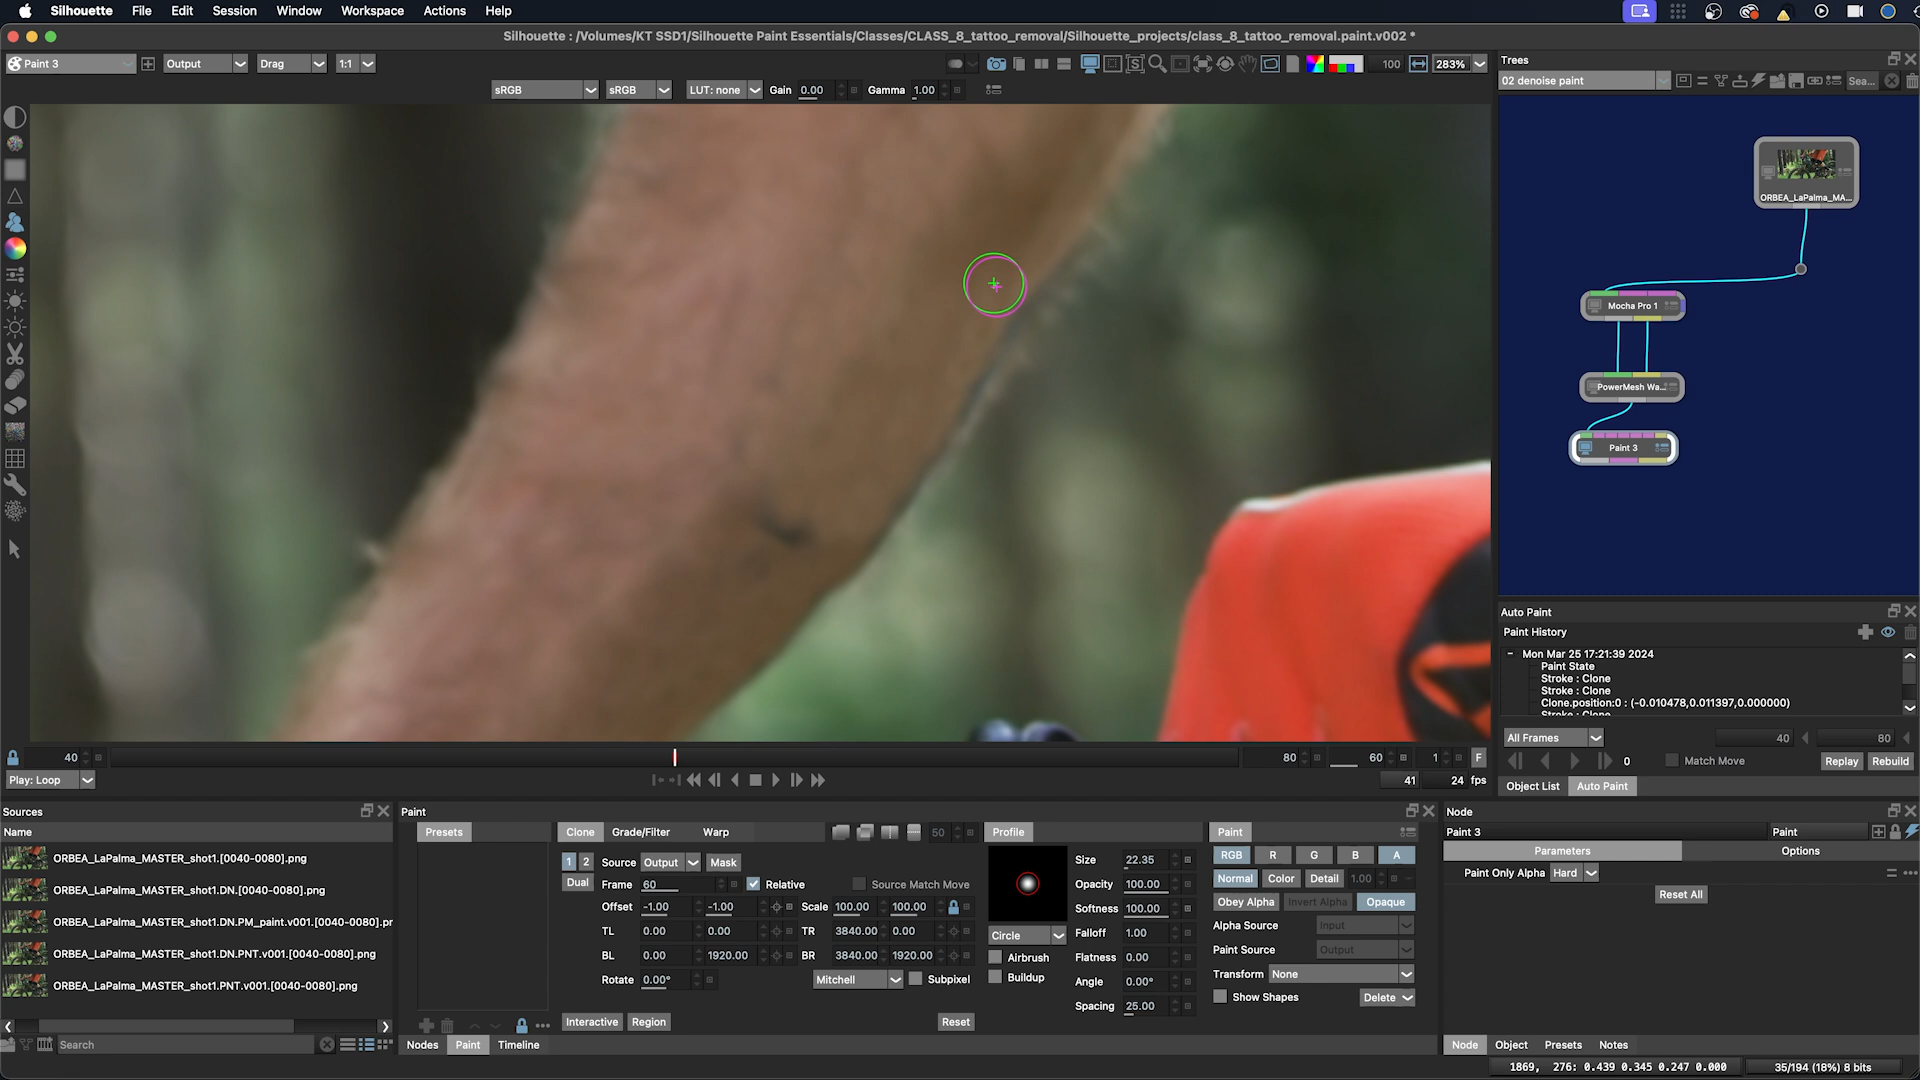 Silhouette File Edit Session Window Workspace Actions Help
Silhouette : /Volumes/KT SSD1/Silhouette Paint Essentials/Classes/CLASS_8_tattoo_removal/Silhouette_projects/class_8_tattoo_removal.paint.v002 *
Paint 3 Output Drag 1:1 100 283%
sRGB sRGB LUT: none Gain 0.00 Gamma 1.00
Trees
02 denoise paint Sea...
ORBEA_LaPalma_MA...
Mocha Pro 1
PowerMesh Wa...
Paint 3
Auto Paint
Paint History
Mon Mar 25 17:21:39 2024
Paint State
Stroke : Clone
Stroke : Clone
Clone.position:0 : (-0.010478,0.011397,0.000000)
Stroke : Clone
All Frames 40 80
0 Match Move Replay Rebuild
Object List Auto Paint
40 80 60 1 F
Play: Loop 41 24 fps
Sources
Name
ORBEA_LaPalma_MASTER_shot1.[0040-0080].png
ORBEA_LaPalma_MASTER_shot1.DN.[0040-0080].png
ORBEA_LaPalma_MASTER_shot1.DN.PM_paint.v001.[0040-0080].pr
ORBEA_LaPalma_MASTER_shot1.DN.PNT.v001.[0040-0080].png
ORBEA_LaPalma_MASTER_shot1.PNT.v001.[0040-0080].png
Search
Paint
Presets
Clone Grade/Filter Warp 50
1 2 Source Output Mask
Dual Frame 60 Relative Source Match Move
Offset -1.00 -1.00 Scale 100.00 100.00
TL 0.00 0.00 TR 3840.00 0.00
BL 0.00 1920.00 BR 3840.00 1920.00
Rotate 0.00° Mitchell Subpixel
Interactive Region Reset
Nodes Paint Timeline
Profile
Circle
Airbrush
Buildup
Size 22.35
Opacity 100.00
Softness 100.00
Falloff 1.00
Flatness 0.00
Angle 0.00°
Spacing 25.00
Paint
RGB R G B A
Normal Color Detail 1.00
Obey Alpha Invert Alpha Opaque
Alpha Source Input
Paint Source Output
Transform None
Show Shapes Delete
Node
Paint 3 Paint
Parameters Options
Paint Only Alpha Hard
Reset All
Node Object Presets Notes
1869, 276: 0.439 0.345 0.247 0.000 35/194 (18%) 8 bits